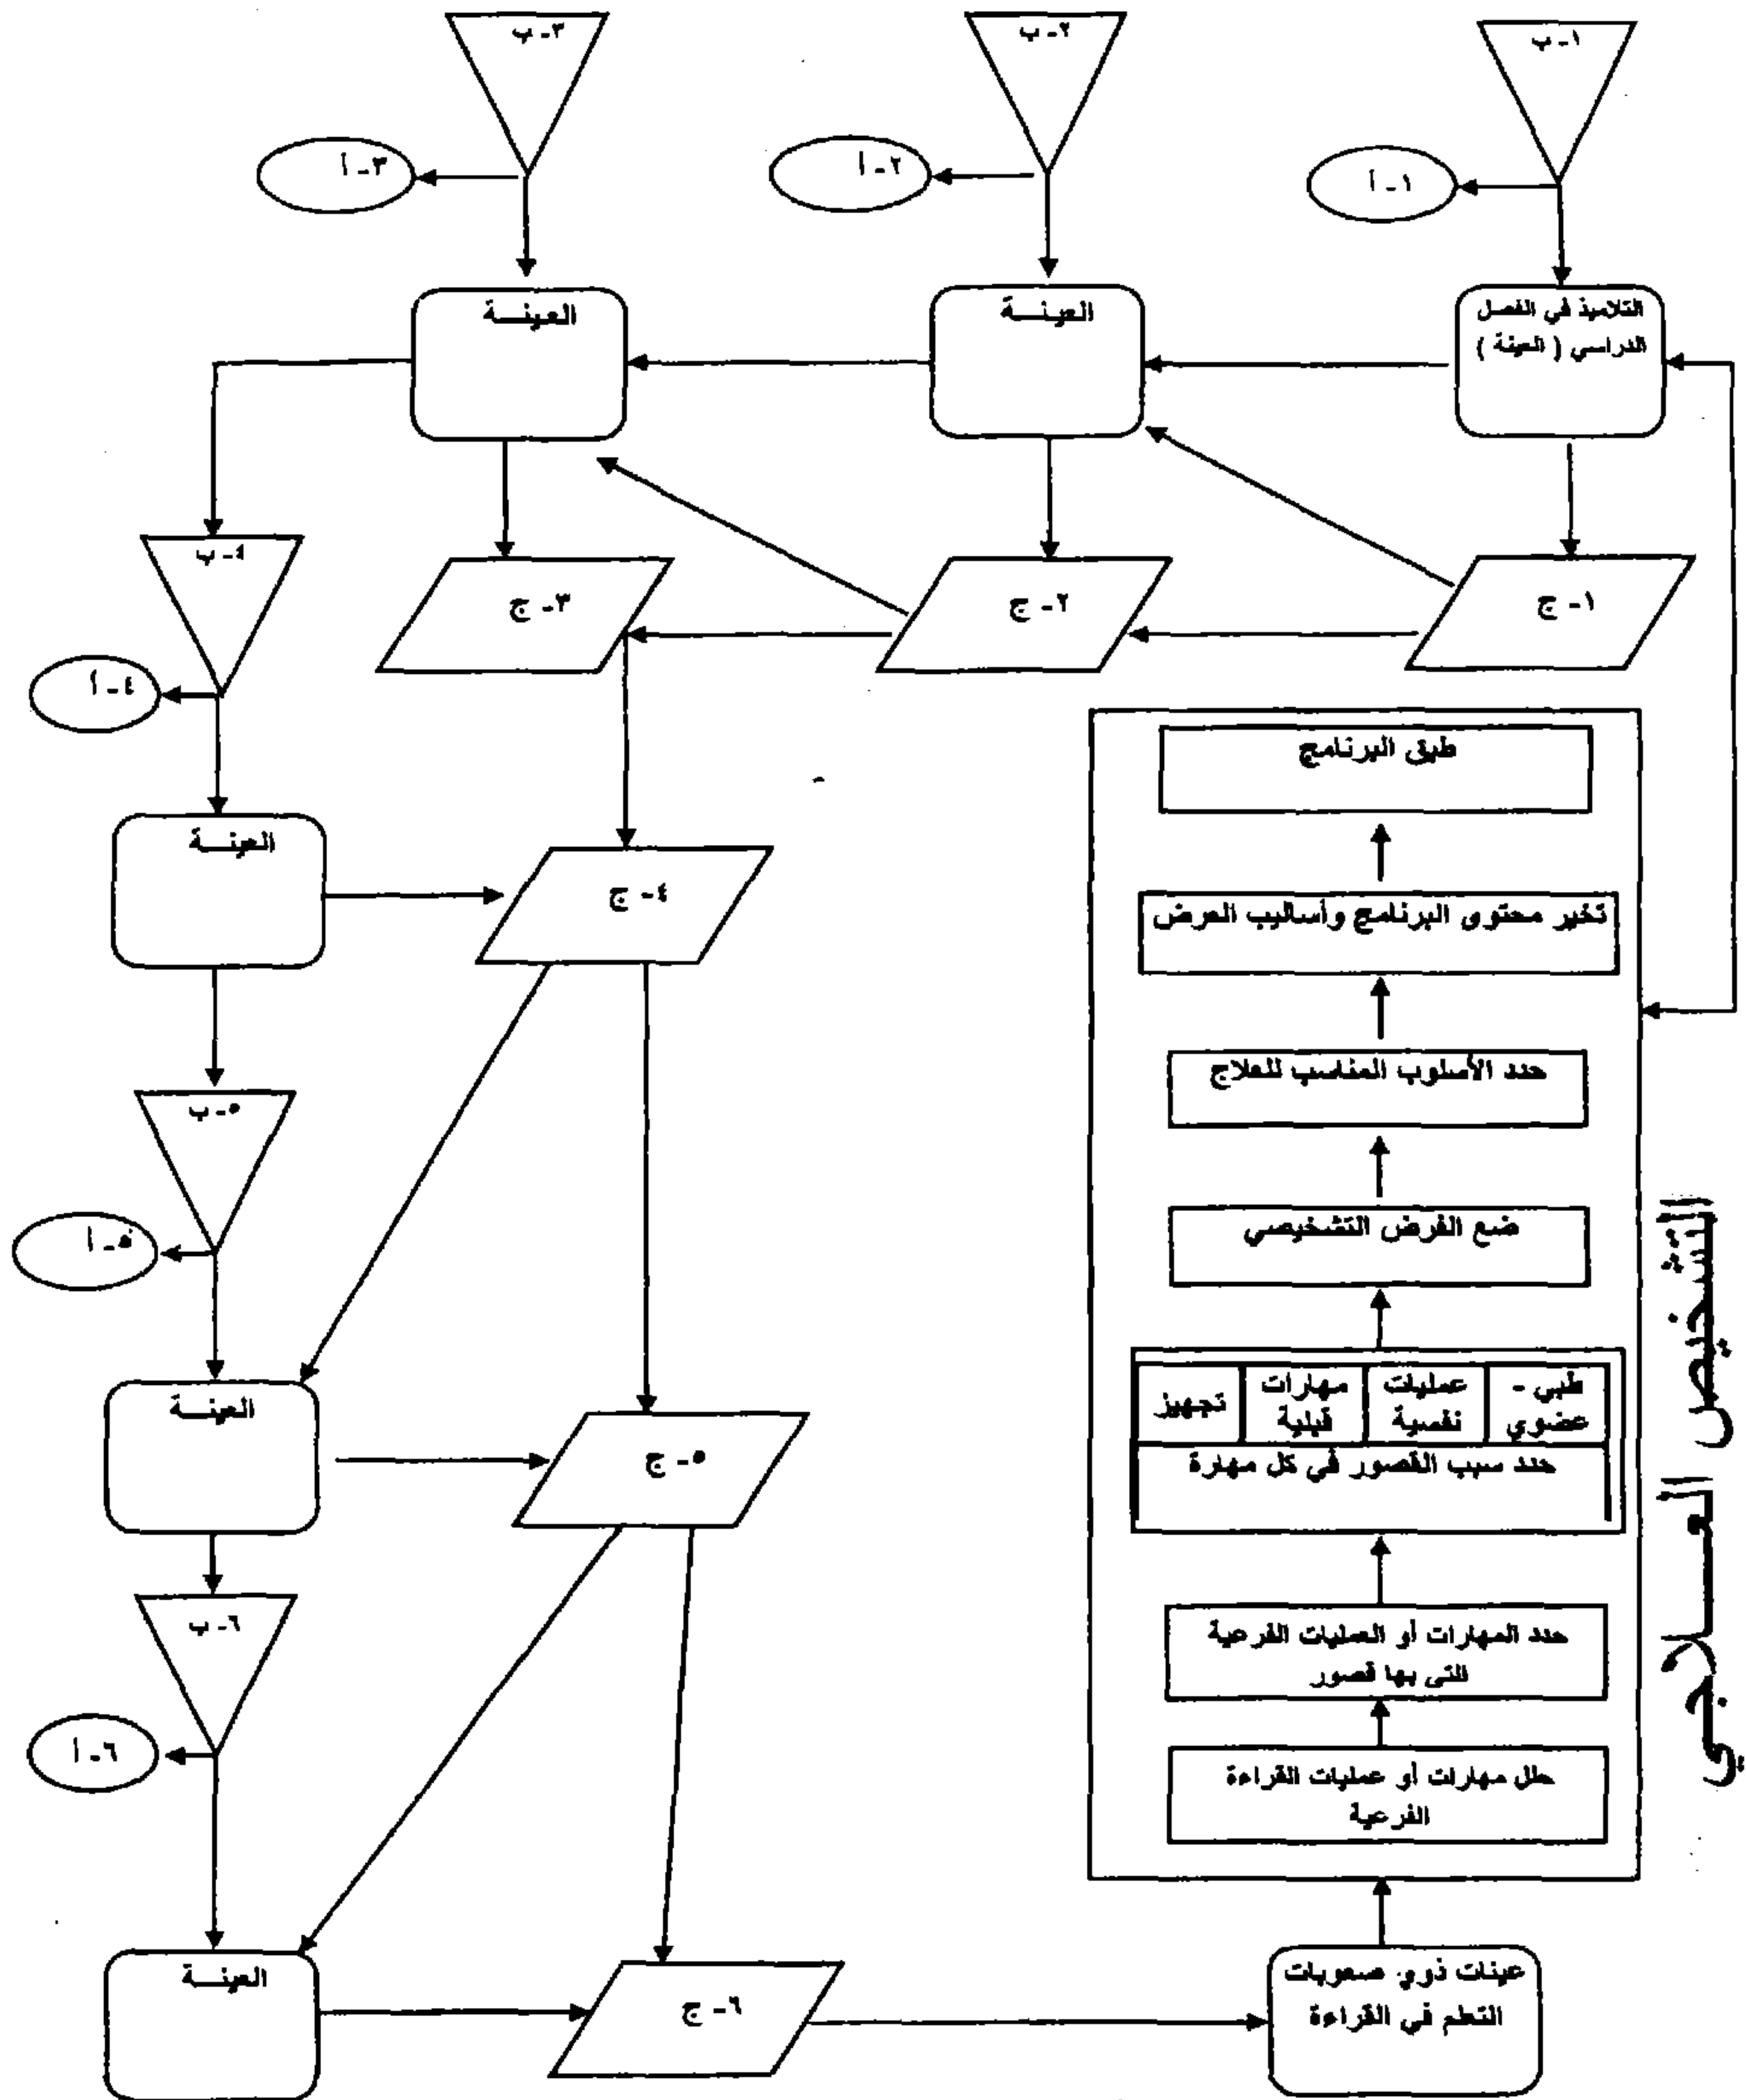 ١- ب
٢- ب
٣- ب
١- أ
٢- أ
٣- أ
التلاميذ في الفصل
الدراسي ( العينة )
العينـــة
العينـــة
١- ج
٢- ج
٣- ج
٤- ب
٤- أ
العينـــة
٤- ج
٥- ب
٥- أ
العينـــة
٥- ج
٦- ب
٦- أ
العينـــة
٦- ج
طبق البرنامج
تخير محتوى البرنامج وأساليب العرض
حدد الأسلوب المناسب للعلاج
ضع الفرض التشخيصي
طبي - عضوي
عمليات نفسية
مهارات قبلية
تجهيز
حدد سبب القصور في كل مهارة
حدد المهارات أو العمليات الفرعية
التى بها قصور
حلل مهارات أو عمليات القراءة
الفرعية
عينات ذوي صعوبات
التعلم في القراءة
التشخيص العـــلاجي